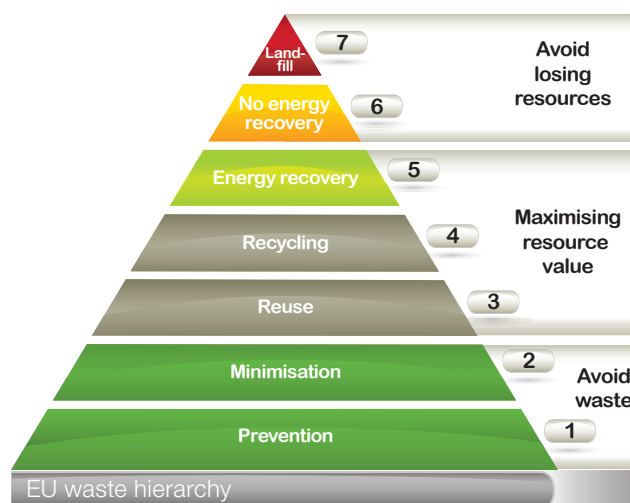 Land-
fill
7
Avoid
losing
resources
No energy
recovery
6
Energy recovery
5
Recycling
4
Maximising
resource
value
Reuse
3
Minimisation
2
Avoid
waste
Prevention
1
EU waste hierarchy